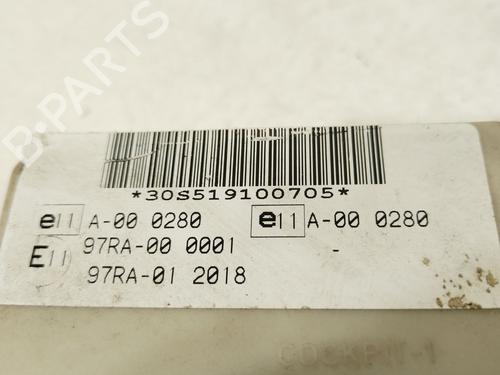 B-PARTS
*30S519100705*
e11 A-00 0280 e11 A-00 0280
E11 97RA-00 0001 -
97RA-01 2018
COCKPIT-1